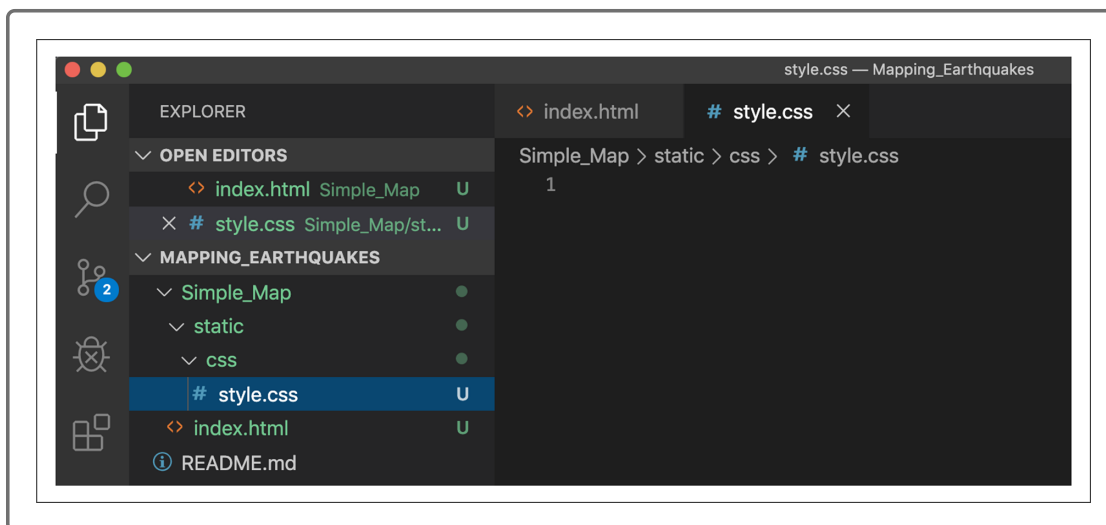 style.css — Mapping_Earthquakes
EXPLORER
index.html
# style.css
OPEN EDITORS
index.html Simple_Map U
# style.css Simple_Map/st... U
MAPPING_EARTHQUAKES
Simple_Map
static
css
# style.css U
index.html U
README.md
2
Simple_Map > static > css > # style.css
1